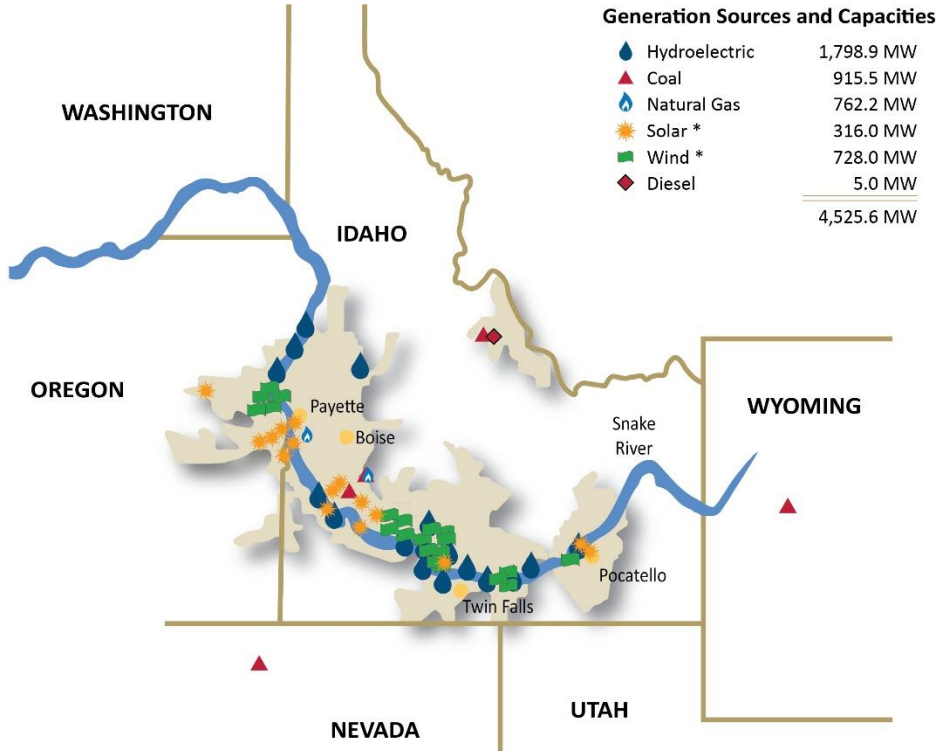 Generation Sources and Capacities
Hydroelectric 1,798.9 MW
Coal 915.5 MW
Natural Gas 762.2 MW
Solar * 316.0 MW
Wind * 728.0 MW
Diesel 5.0 MW
4,525.6 MW
WASHINGTON
IDAHO
OREGON
Payette
Boise
WYOMING
Snake
River
Pocatello
Twin Falls
UTAH
NEVADA